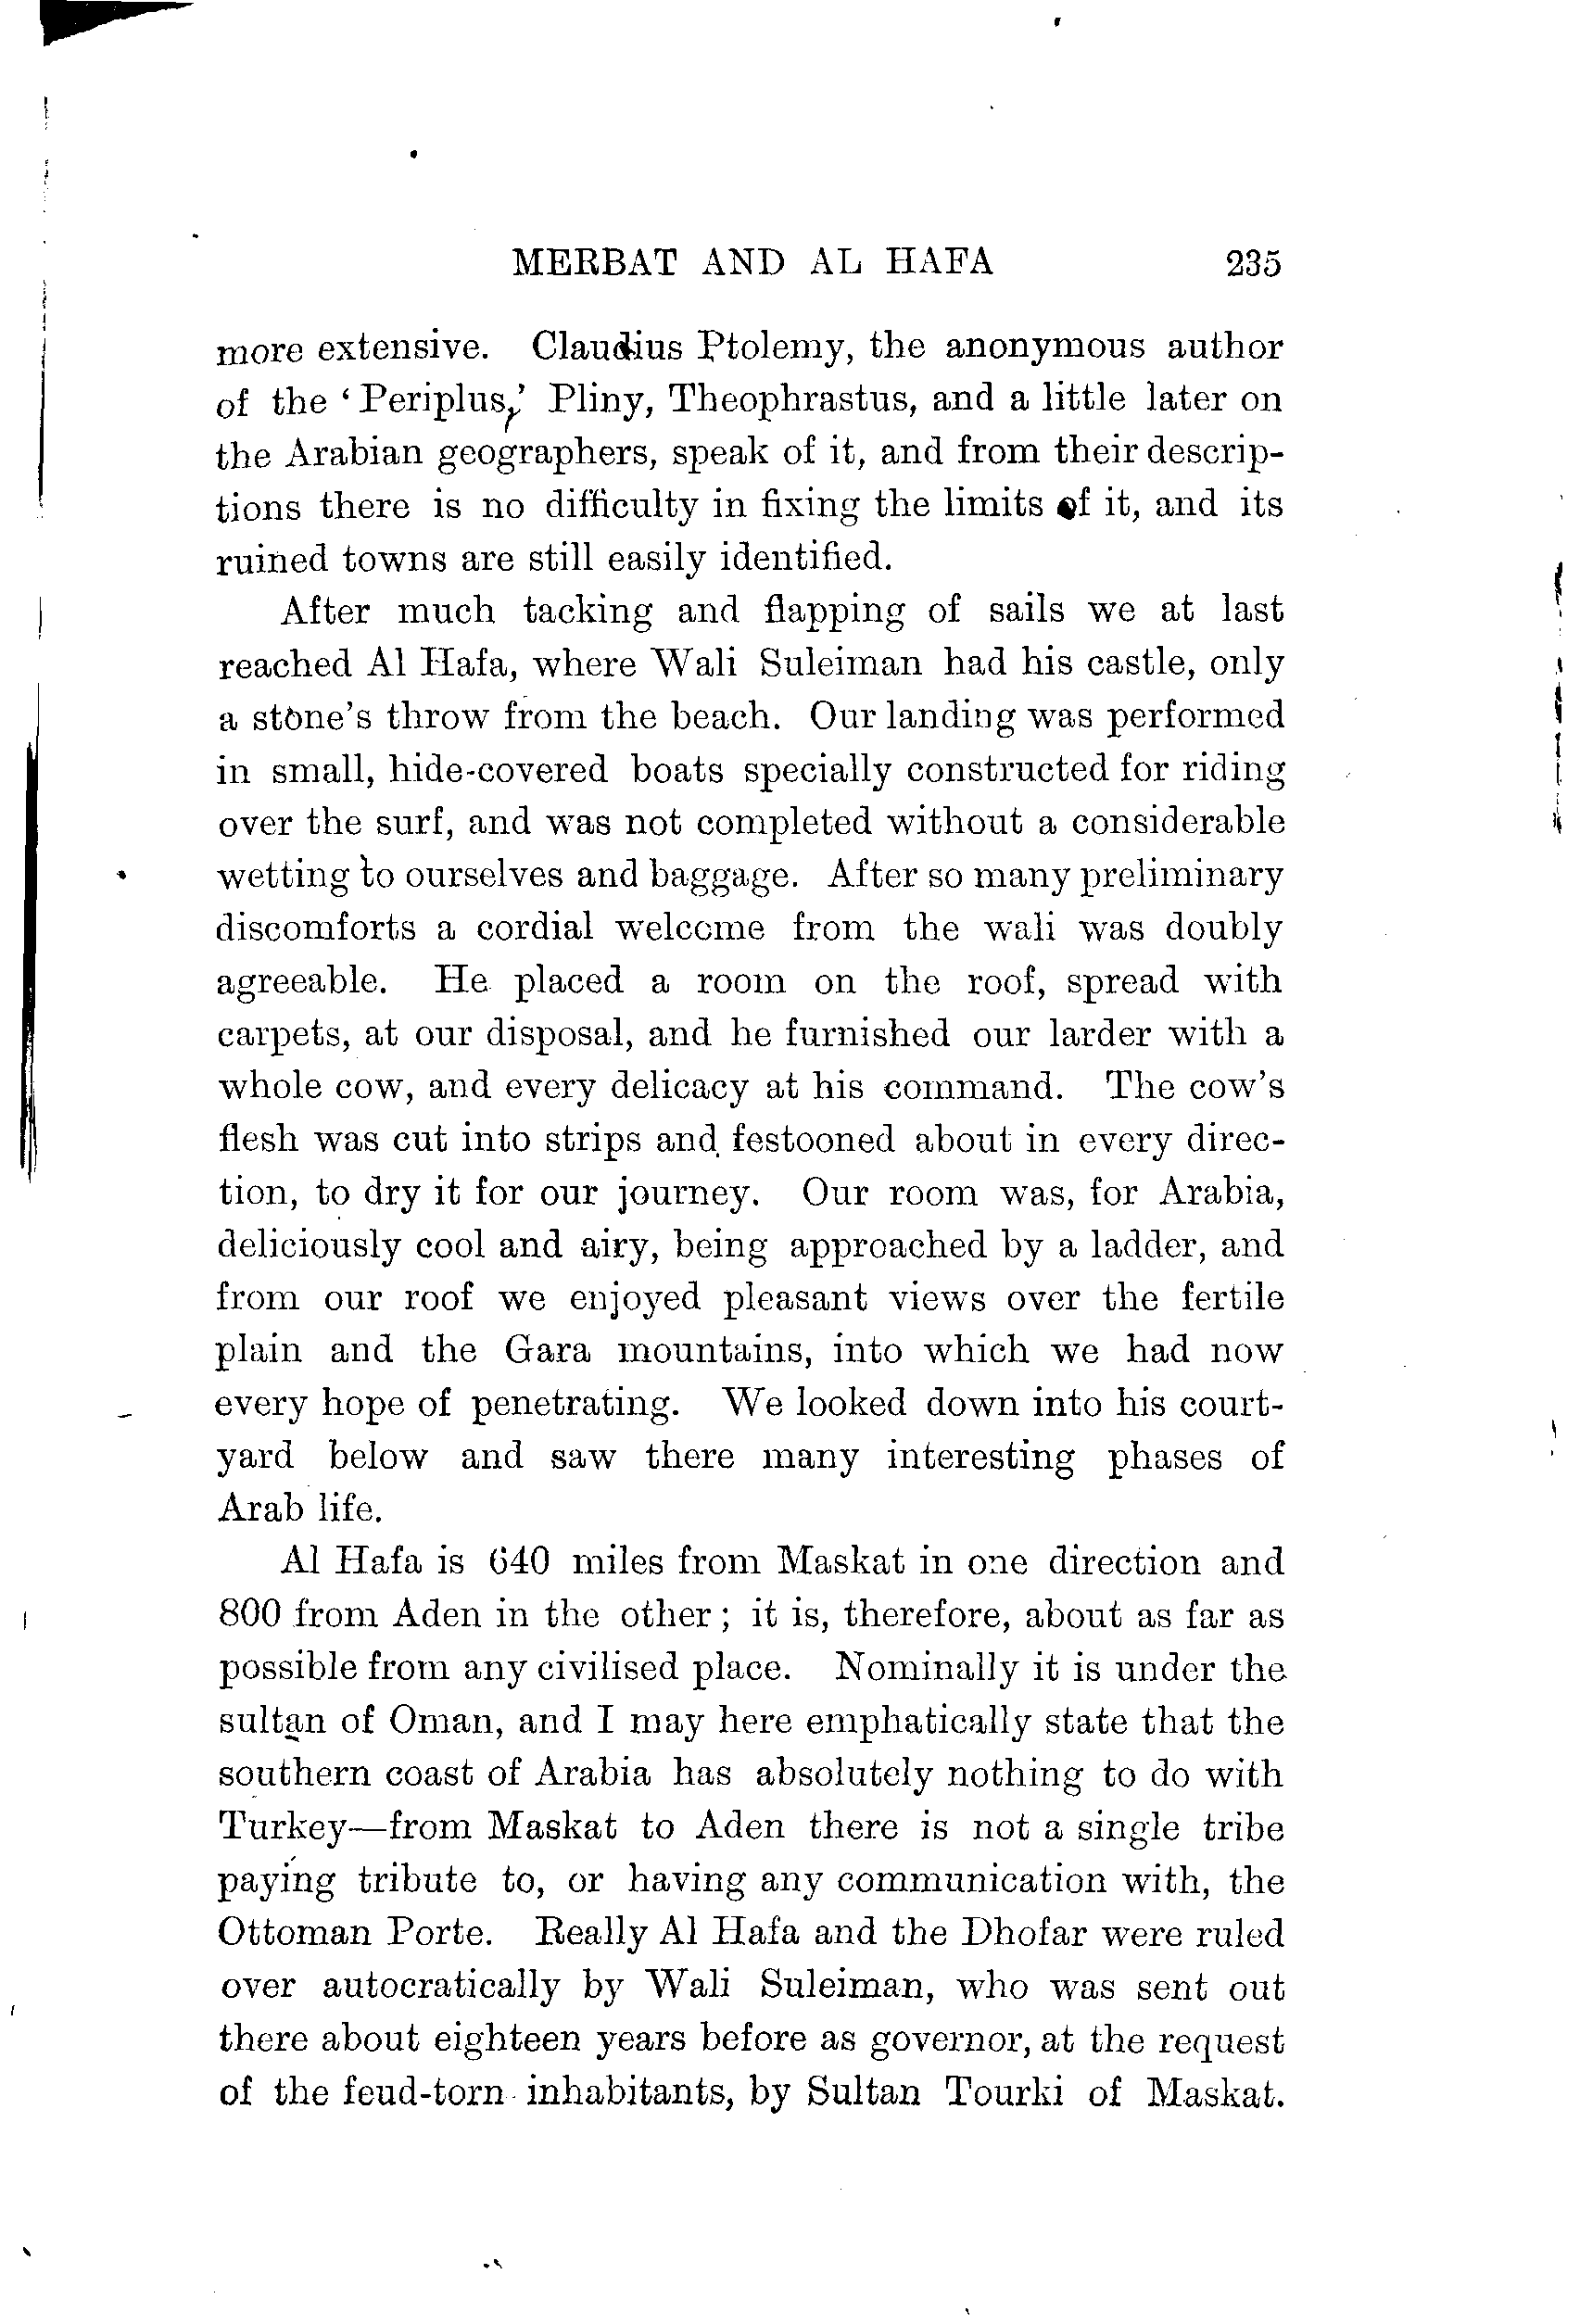 MERBAT AND AL HAFA 235
more extensive. Claudius Ptolemy, the anonymous author
of the ‘Periplus,’ Pliny, Theophrastus, and a little later on
the Arabian geographers, speak of it, and from their descrip-
tions there is no difficulty in fixing the limits of it, and its
ruined towns are still easily identified.
After much tacking and flapping of sails we at last
reached Al Hafa, where Wali Suleiman had his castle, only
a stone's throw from the beach. Our landing was performed
in small, hide-covered boats specially constructed for riding
over the surf, and was not completed without a considerable
wetting to ourselves and baggage. After so many preliminary
discomforts a cordial welcome from the wali was doubly
agreeable. He placed a room on the roof, spread with
carpets, at our disposal, and he furnished our larder with a
whole cow, and every delicacy at his command. The cow's
flesh was cut into strips and festooned about in every direc-
tion, to dry it for our journey. Our room was, for Arabia,
deliciously cool and airy, being approached by a ladder, and
from our roof we enjoyed pleasant views over the fertile
plain and the Gara mountains, into which we had now
every hope of penetrating. We looked down into his court-
yard below and saw there many interesting phases of
Arab life.
Al Hafa is 640 miles from Maskat in one direction and
800 from Aden in the other; it is, therefore, about as far as
possible from any civilised place. Nominally it is under the
sultan of Oman, and I may here emphatically state that the
southern coast of Arabia has absolutely nothing to do with
Turkey—from Maskat to Aden there is not a single tribe
paying tribute to, or having any communication with, the
Ottoman Porte. Really Al Hafa and the Dhofar were ruled
over autocratically by Wali Suleiman, who was sent out
there about eighteen years before as governor, at the request
of the feud-torn inhabitants, by Sultan Tourki of Maskat.